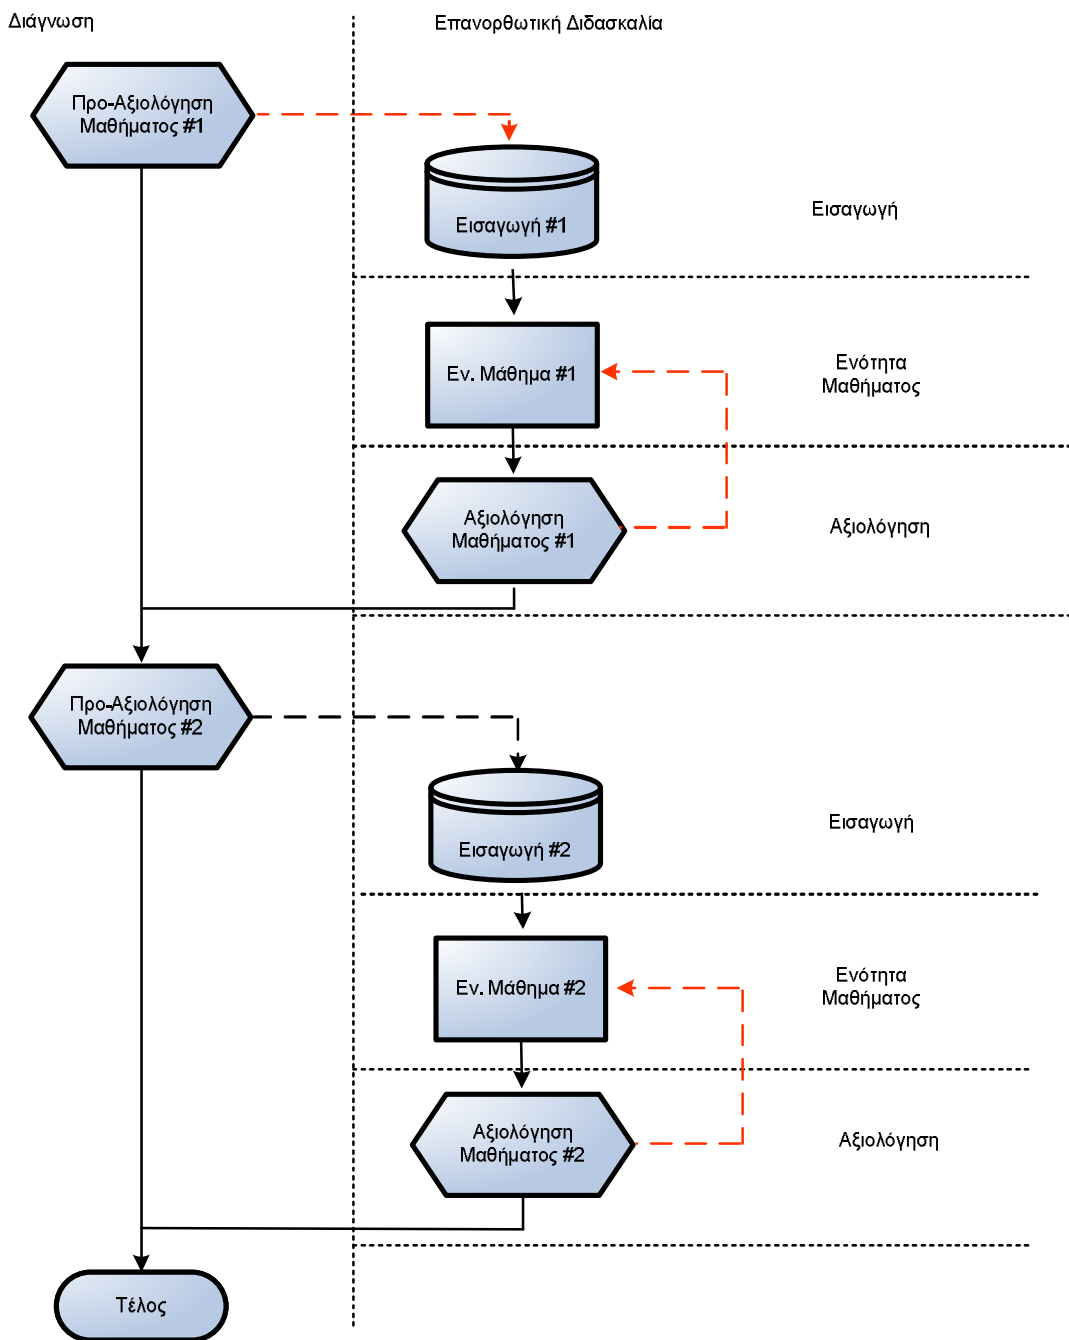 Διάγνωση
Επανορθωτική Διδασκαλία
Προ-Αξιολόγηση
Μαθήματος #1
Εισαγωγή #1
Εισαγωγή
Εν. Μάθημα #1
Ενότητα
Μαθήματος
Αξιολόγηση
Μαθήματος #1
Αξιολόγηση
Προ-Αξιολόγηση
Μαθήματος #2
Εισαγωγή #2
Εισαγωγή
Εν. Μάθημα #2
Ενότητα
Μαθήματος
Αξιολόγηση
Μαθήματος #2
Αξιολόγηση
Τέλος